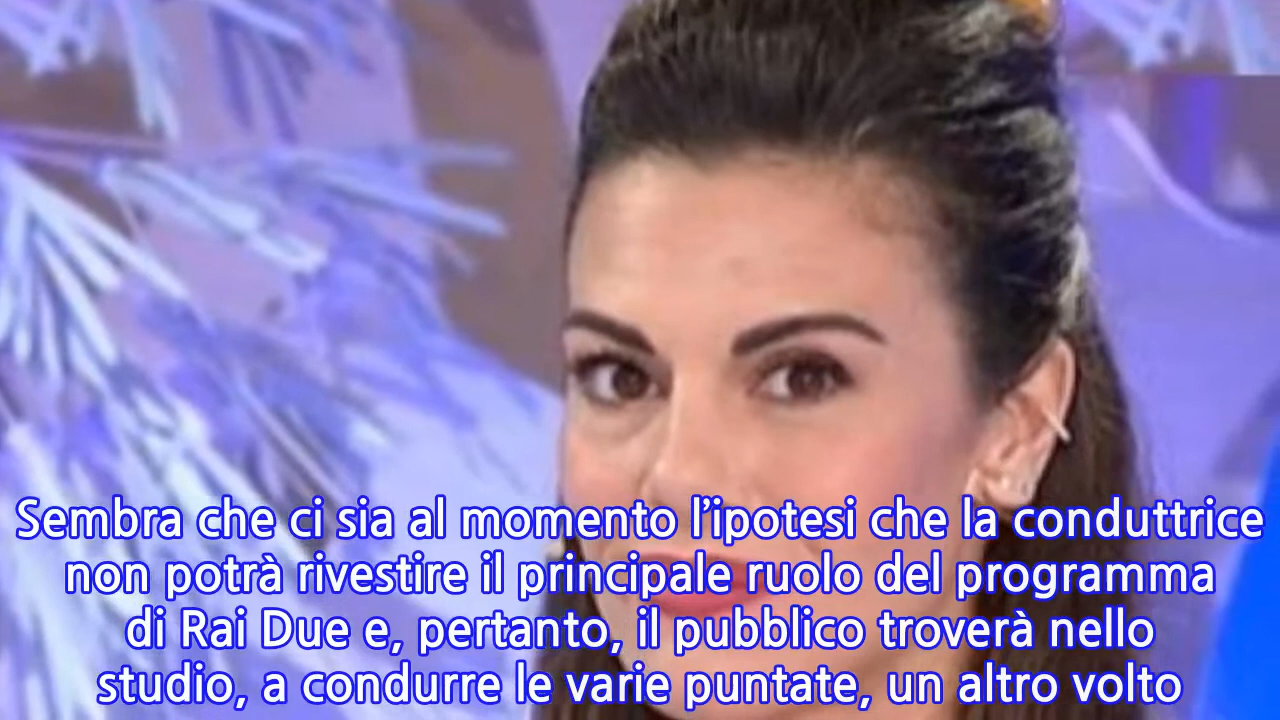 Sembra che ci sia al momento l'ipotesi che la conduttrice
non potrà rivestire il principale ruolo del programma
di Rai Due e, pertanto, il pubblico troverà nello
studio, a condurre le varie puntate, un altro volto